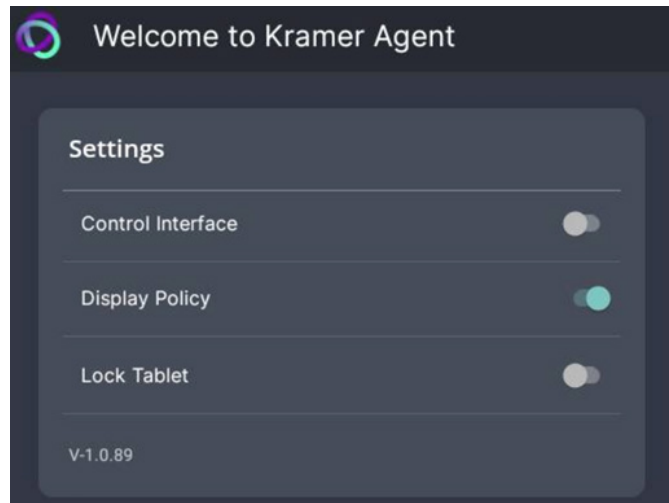 Welcome to Kramer Agent
Settings
Control Interface
Display Policy
Lock Tablet
V-1.0.89